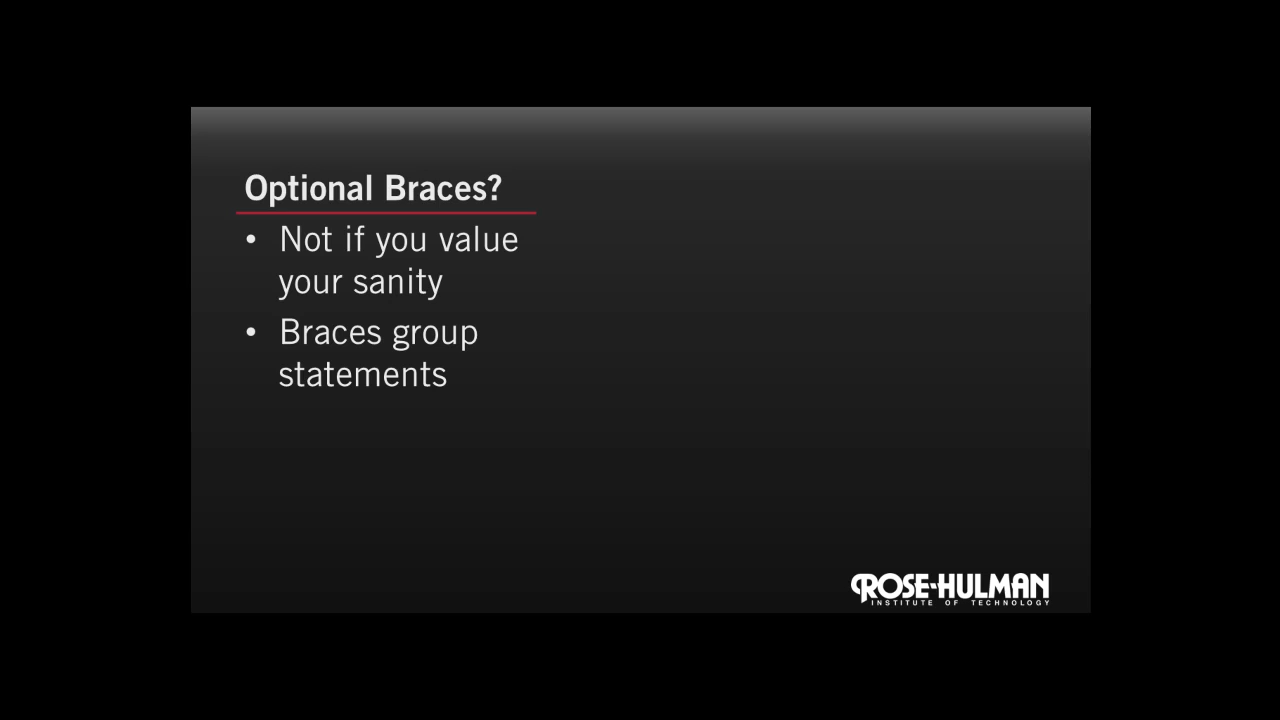 Optional Braces?
• Not if you value
your sanity
• Braces group
statements
ROSE-HULMAN
INSTITUTE OF TECHNOLOGY